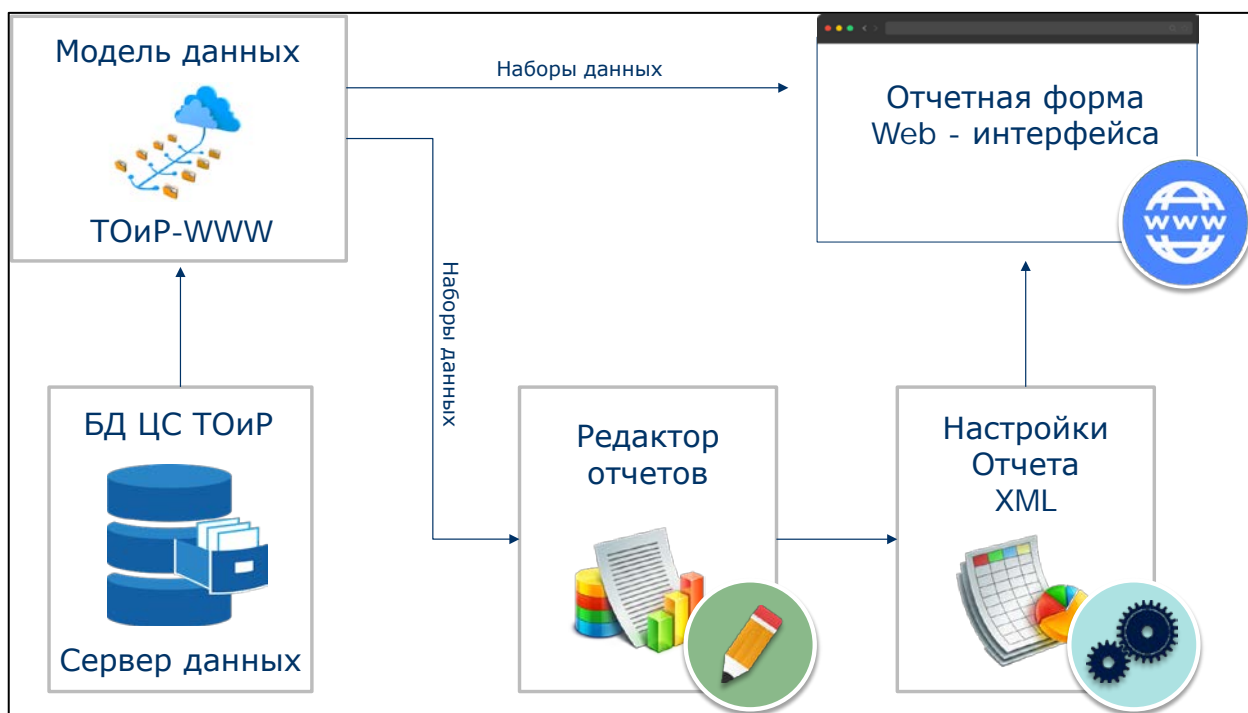 Модель данных
ТОиР-WWW
Наборы данных
Отчетная форма
Web - интерфейса
WWW
Наборы данных
БД ЦС ТОиР
Сервер данных
Редактор
отчетов
Настройки
Отчета
XML